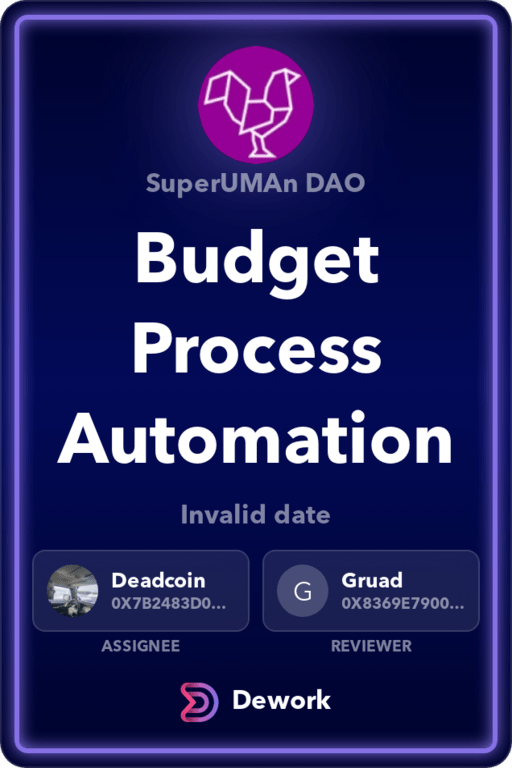 SuperUMAn DAO
Budget
Process
Automation
Invalid date
Deadcoin
0X7B2483D0...
ASSIGNEE
G
Gruad
0X8369E7900...
REVIEWER
Dework